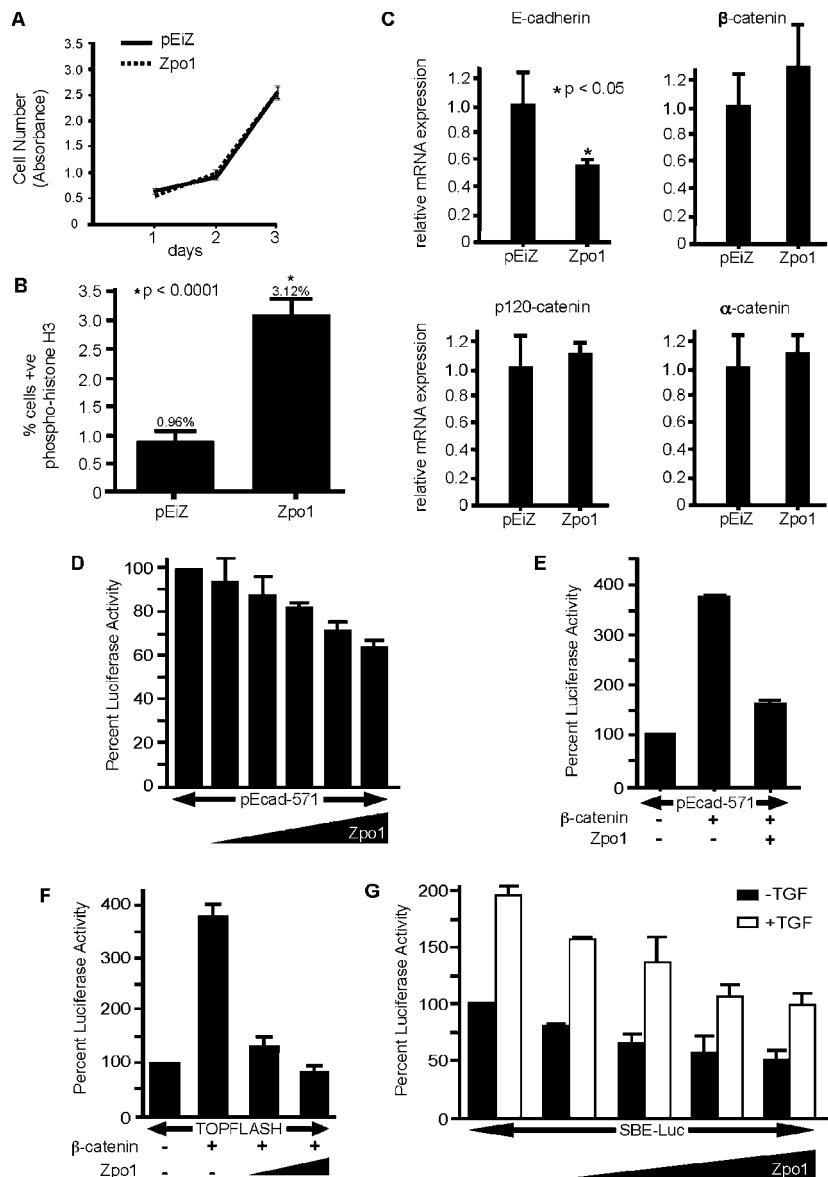 A
pEiZ
Zpo1
Cell Number
(Absorbance)
3.5
3.0
2.5
2.0
1.5
1.0
0.5
1 2 3
days
B
*p < 0.0001
% cells +ve
phospho-histone H3
3.5
3.0
2.5
2.0
1.5
1.0
0.5
0
0.96%
*
3.12%
pEiZ Zpo1
C
E-cadherin
relative mRNA expression
1.2
1.0
0.8
0.6
0.4
0.2
0
*p < 0.05
*
pEiZ Zpo1
β-catenin
1.2
1.0
0.8
0.6
0.4
0.2
0
pEiZ Zpo1
p120-catenin
relative mRNA expression
1.2
1.0
0.8
0.6
0.4
0.2
0
pEiZ Zpo1
α-catenin
1.2
1.0
0.8
0.6
0.4
0.2
0
pEiZ Zpo1
D
Percent Luciferase Activity
100
80
60
40
20
0
pEcad-571
Zpo1
E
Percent Luciferase Activity
400
300
200
100
0
pEcad-571
β-catenin - + +
Zpo1 - - +
F
Percent Luciferase Activity
400
300
200
100
0
TOPFLASH
β-catenin - + + +
Zpo1 -
G
Percent Luciferase Activity
200
150
100
50
0
-TGF
+TGF
SBE-Luc
Zpo1